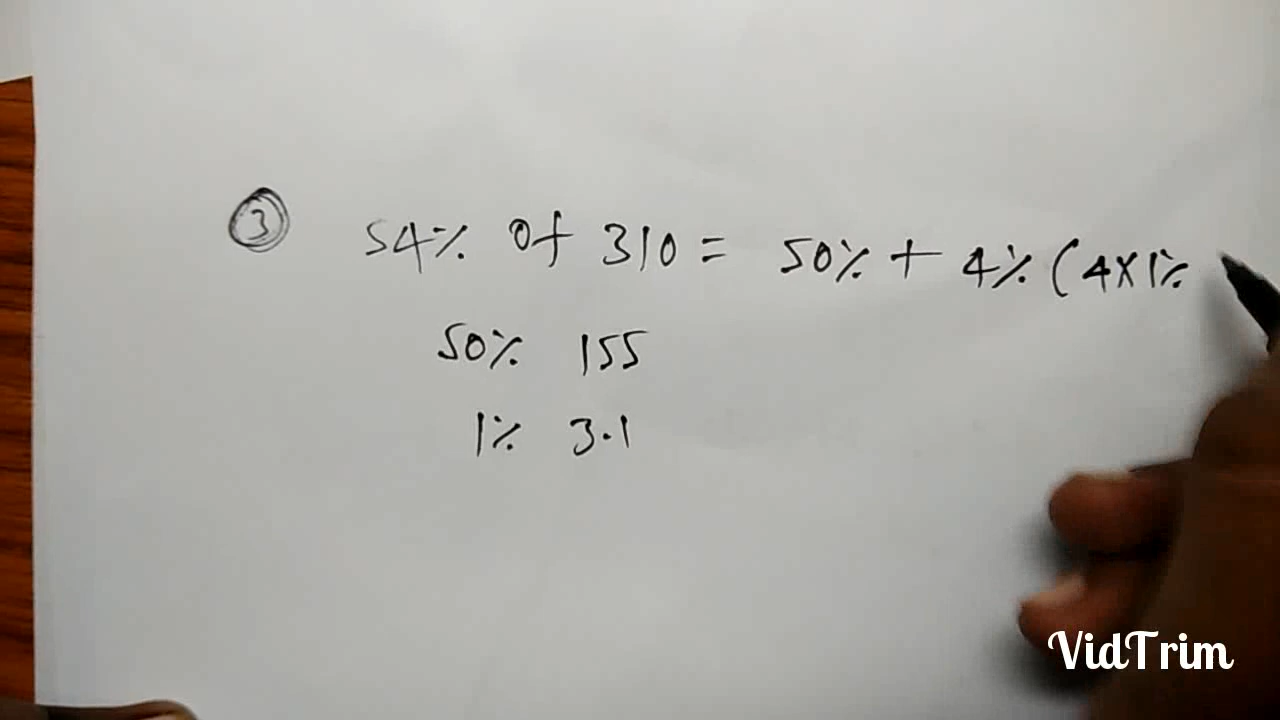 3 54% of 310 = 50% + 4% (4×1%
50% 155
1% 3.1
VidTrim